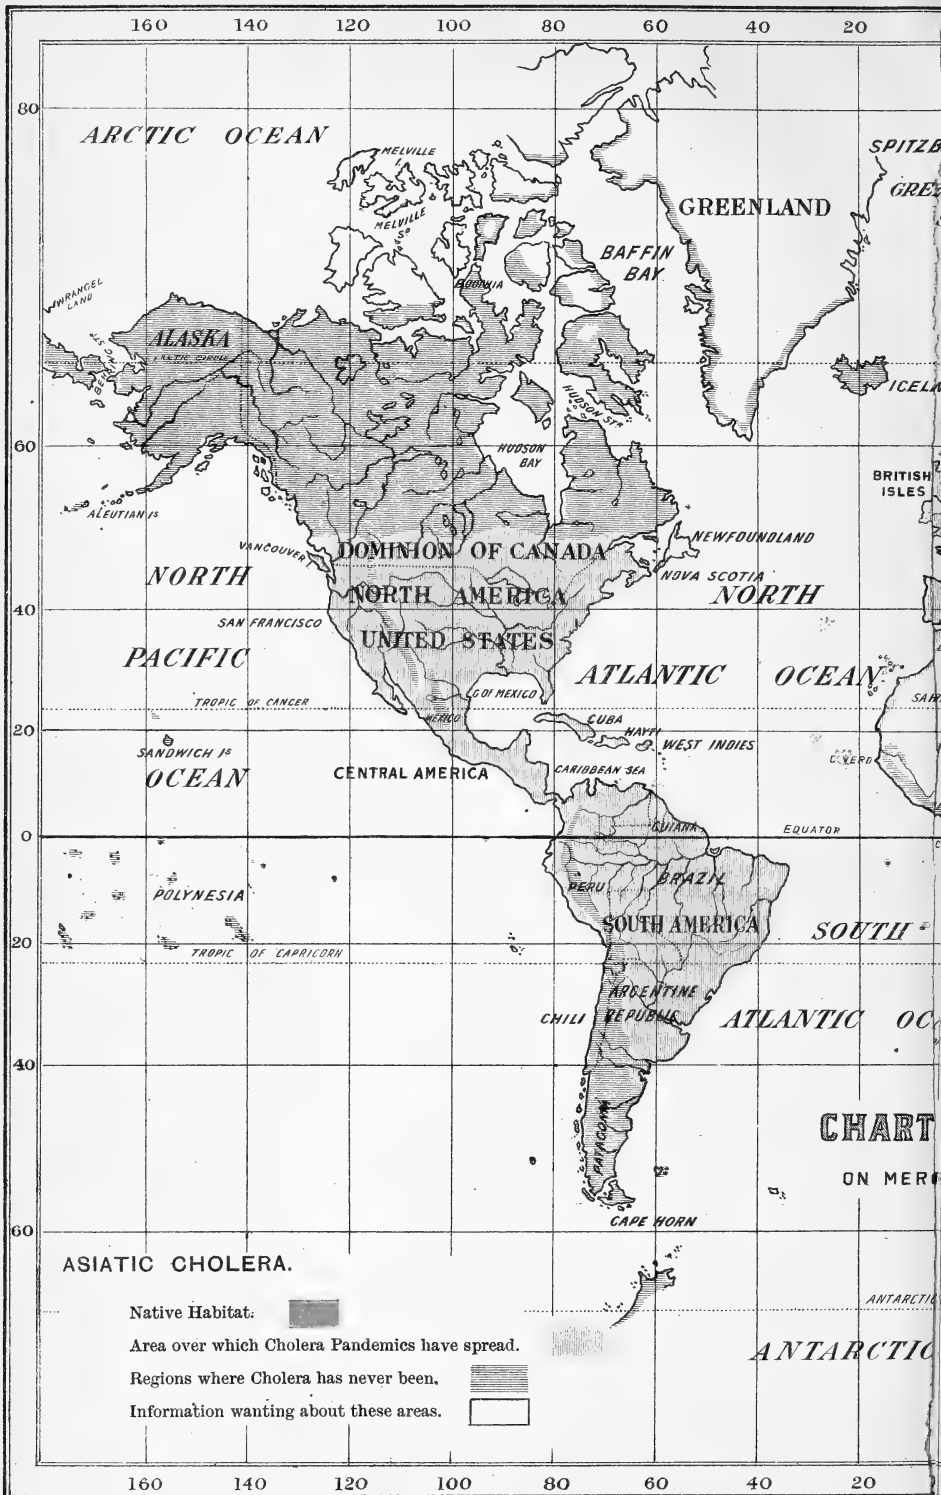 160 140 120 100 80 60 40 20
80
ARCTIC OCEAN
MELVILLE
I.
MELVILLE
SD
SPITZB
GRE
GREENLAND
BAFFIN
BAY
BOOTHIA
WRANGEL
LAND
BEHRING STR
ALASKA
ARCTIC CIRCLE
ICELA
HUDSON STR
60
HUDSON
BAY
BRITISH
ISLES
ALEUTIAN IS
VANCOUVER
DOMINION OF CANADA
NEWFOUNDLAND
NOVA SCOTIA
NORTH
NORTH AMERICA
NORTH
40
SAN FRANCISCO
UNITED STATES
PACIFIC
ATLANTIC OCEAN
TROPIC OF CANCER
G OF MEXICO
SAH
MEXICO
CUBA
20
HAYTI
WEST INDIES
SANDWICH IS
OCEAN
CENTRAL AMERICA
CARIBBEAN SEA
C. VERD
GUIANA
0
EQUATOR
POLYNESIA
PERU
BRAZIL
SOUTH AMERICA
SOUTH
20
TROPIC OF CAPRICORN
ARGENTINE
REPUBLIC
CHILI
ATLANTIC OC
40
PATAGONIA
CHART
ON MER
CAPE HORN
60
ASIATIC CHOLERA.
Native Habitat.
Area over which Cholera Pandemics have spread.
Regions where Cholera has never been.
Information wanting about these areas.
ANTARCTIC
ANTARCTIC
160 140 120 100 80 60 40 20